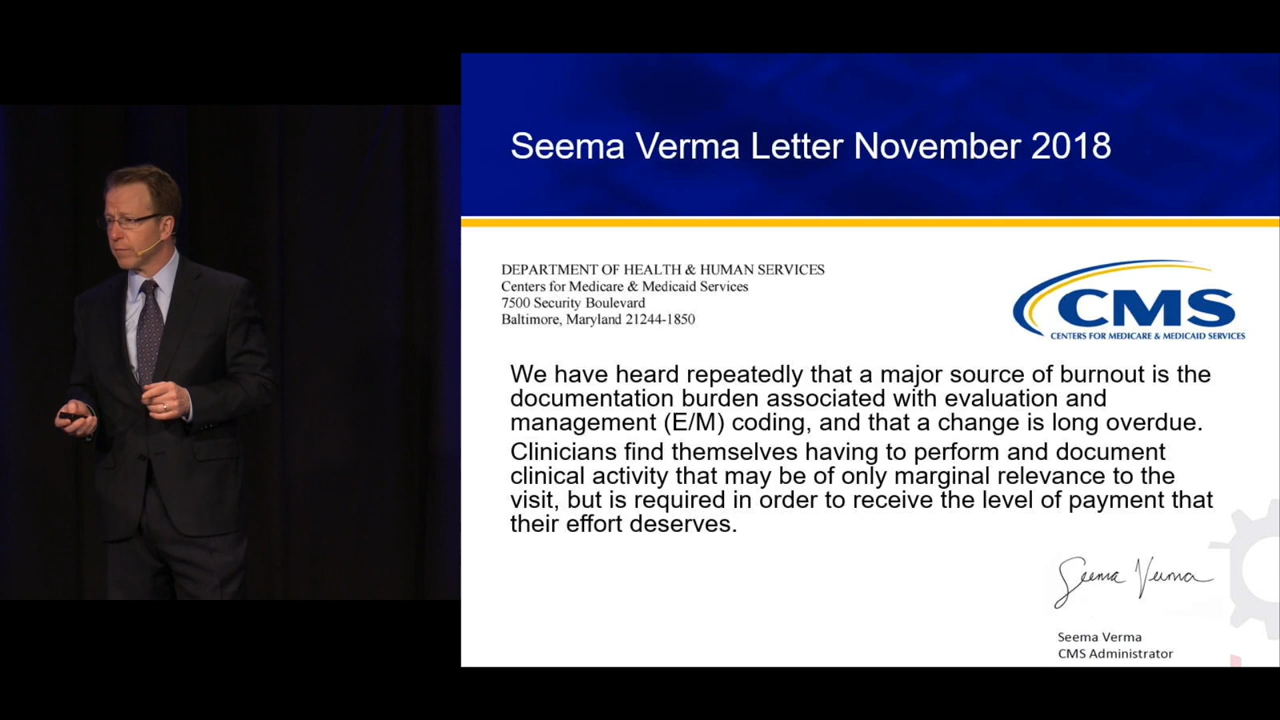 Seema Verma Letter November 2018
DEPARTMENT OF HEALTH & HUMAN SERVICES
Centers for Medicare & Medicaid Services
7500 Security Boulevard
Baltimore, Maryland 21244-1850
CMS
CENTERS FOR MEDICARE & MEDICAID SERVICES
We have heard repeatedly that a major source of burnout is the
documentation burden associated with evaluation and
management (E/M) coding, and that a change is long overdue.
Clinicians find themselves having to perform and document
clinical activity that may be of only marginal relevance to the
visit, but is required in order to receive the level of payment that
their effort deserves.
Seema Verma
Seema Verma
CMS Administrator